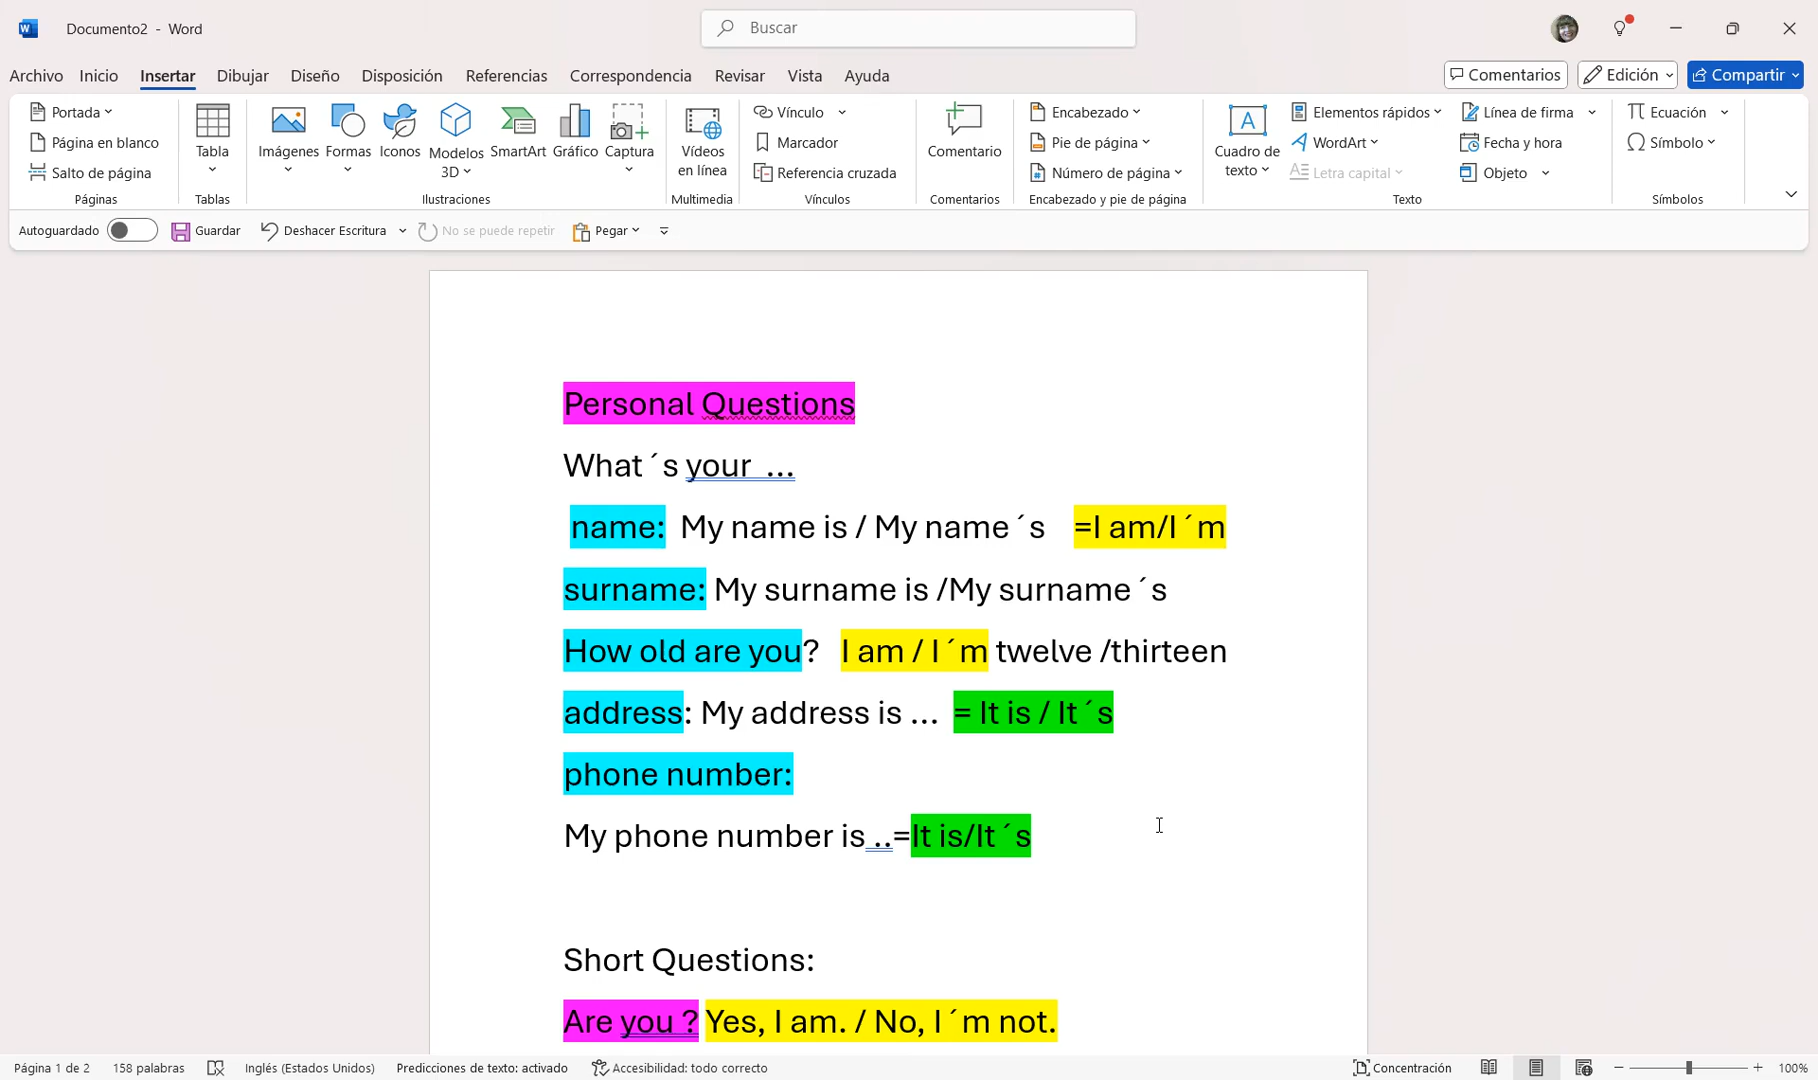 Documento2 - Word
Buscar
Archivo Inicio Insertar Dibujar Diseño Disposición Referencias Correspondencia Revisar Vista Ayuda
Comentarios Edición Compartir
Portada
Página en blanco
Salto de página
Páginas
Tabla
Tablas
Imágenes Formas Iconos Modelos 3D SmartArt Gráfico Captura
Ilustraciones
Vídeos en línea
Multimedia
Vínculo
Marcador
Referencia cruzada
Vínculos
Comentario
Comentarios
Encabezado
Pie de página
Número de página
Encabezado y pie de página
Cuadro de texto
Elementos rápidos
WordArt
Letra capital
Línea de firma
Fecha y hora
Objeto
Texto
Ecuación
Símbolo
Símbolos
Autoguardado Guardar Deshacer Escritura No se puede repetir Pegar
Personal Questions
What ´s your ...
name: My name is / My name ´s =I am/I ´m
surname: My surname is /My surname ´s
How old are you? I am / I ´m twelve /thirteen
address: My address is ... = It is / It ´s
phone number:
My phone number is ..=It is/It ´s
Short Questions:
Are you ? Yes, I am. / No, I ´m not.
Página 1 de 2 158 palabras Inglés (Estados Unidos) Predicciones de texto: activado Accesibilidad: todo correcto Concentración 100%